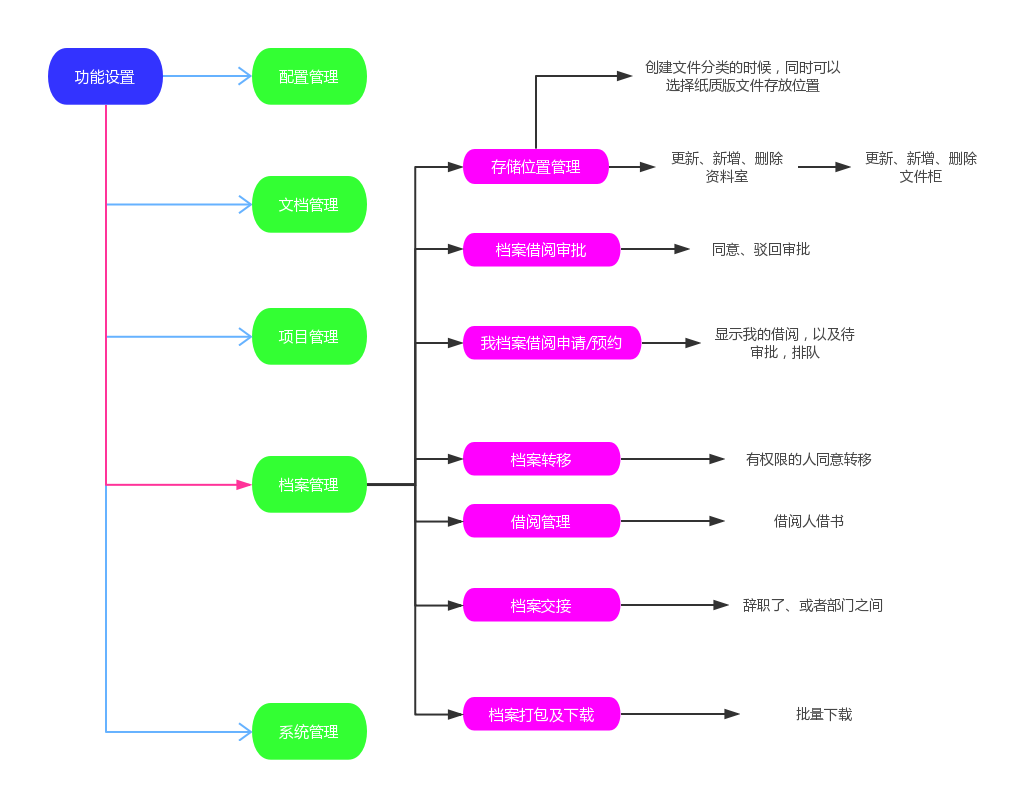 功能设置
配置管理
创建文件分类的时候，同时可以
选择纸质版文件存放位置
存储位置管理
更新、新增、删除
资料室
更新、新增、删除
文件柜
文档管理
档案借阅审批
同意、驳回审批
项目管理
我档案借阅申请/预约
显示我的借阅，以及待
审批，排队
档案管理
档案转移
有权限的人同意转移
借阅管理
借阅人借书
档案交接
辞职了、或者部门之间
系统管理
档案打包及下载
批量下载